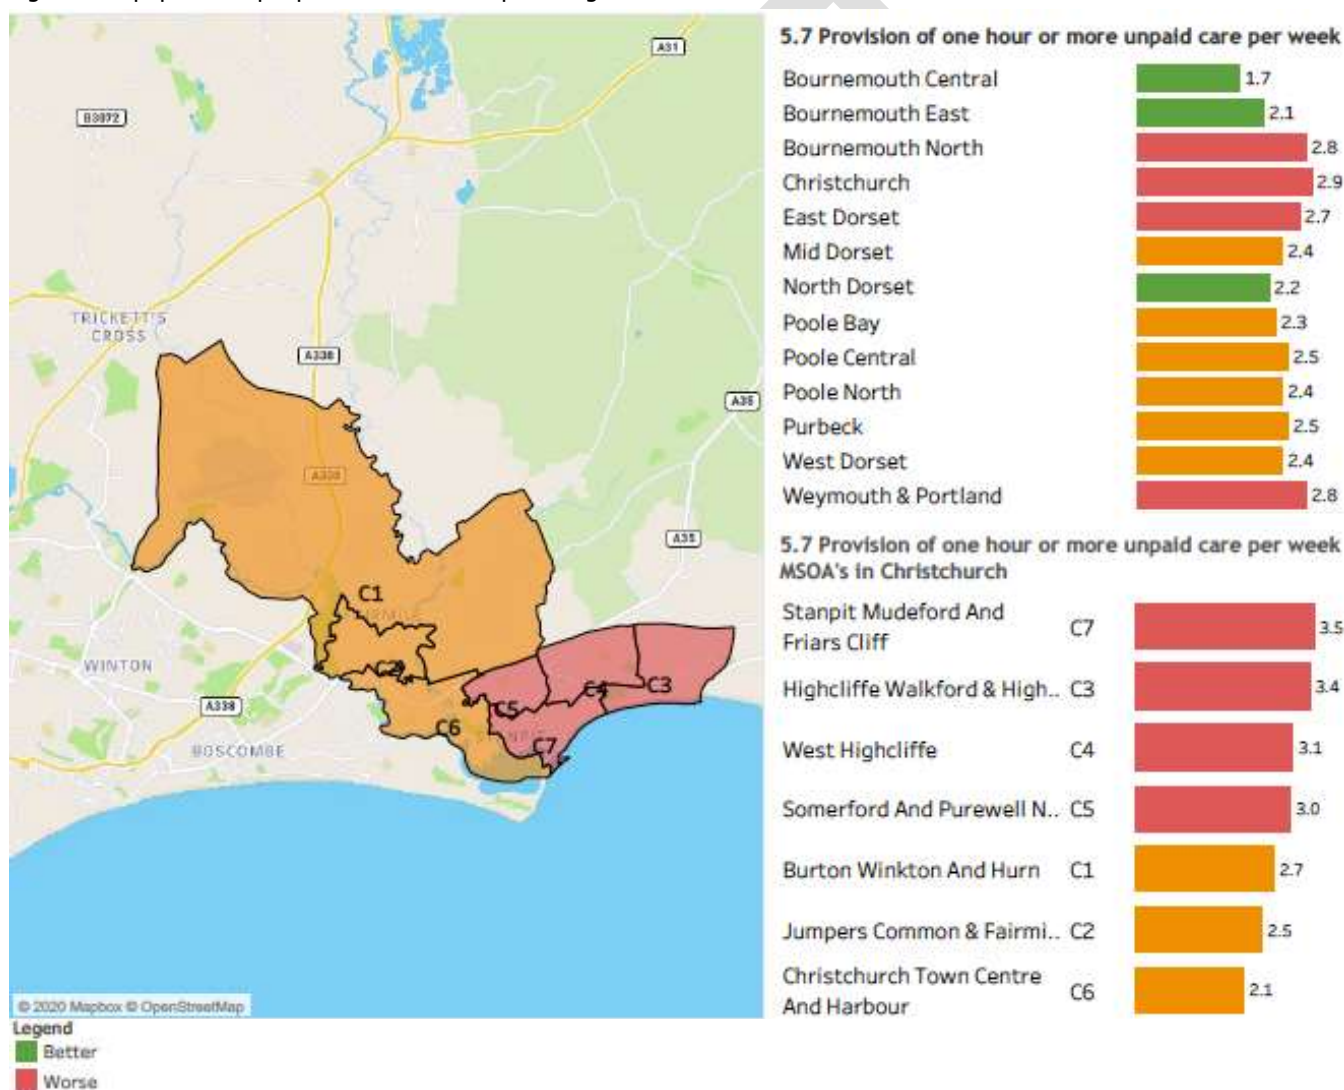 5.7 Provision of one hour or more unpaid care per week
Bournemouth Central 1.7
Bournemouth East 2.1
Bournemouth North 2.8
Christchurch 2.9
East Dorset 2.7
Mid Dorset 2.4
North Dorset 2.2
Poole Bay 2.3
Poole Central 2.5
Poole North 2.4
Purbeck 2.5
West Dorset 2.4
Weymouth & Portland 2.8
5.7 Provision of one hour or more unpaid care per week
MSOA's in Christchurch
Stanpit Mudeford And
Friars Cliff C7 3.5
Highcliffe Walkford & High.. C3 3.4
West Highcliffe C4 3.1
Somerford And Purewell N.. C5 3.0
Burton Winkton And Hurn C1 2.7
Jumpers Common & Fairmi.. C2 2.5
Christchurch Town Centre
And Harbour C6 2.1
A31
B3072
TRICKETT'S
CROSS
A338
A35
A338
A35
C1
WINTON
C2
C3
C4
C5
A338
C6
BOSCOMBE
C7
© 2020 Mapbox © OpenStreetMap
Legend
Better
Worse